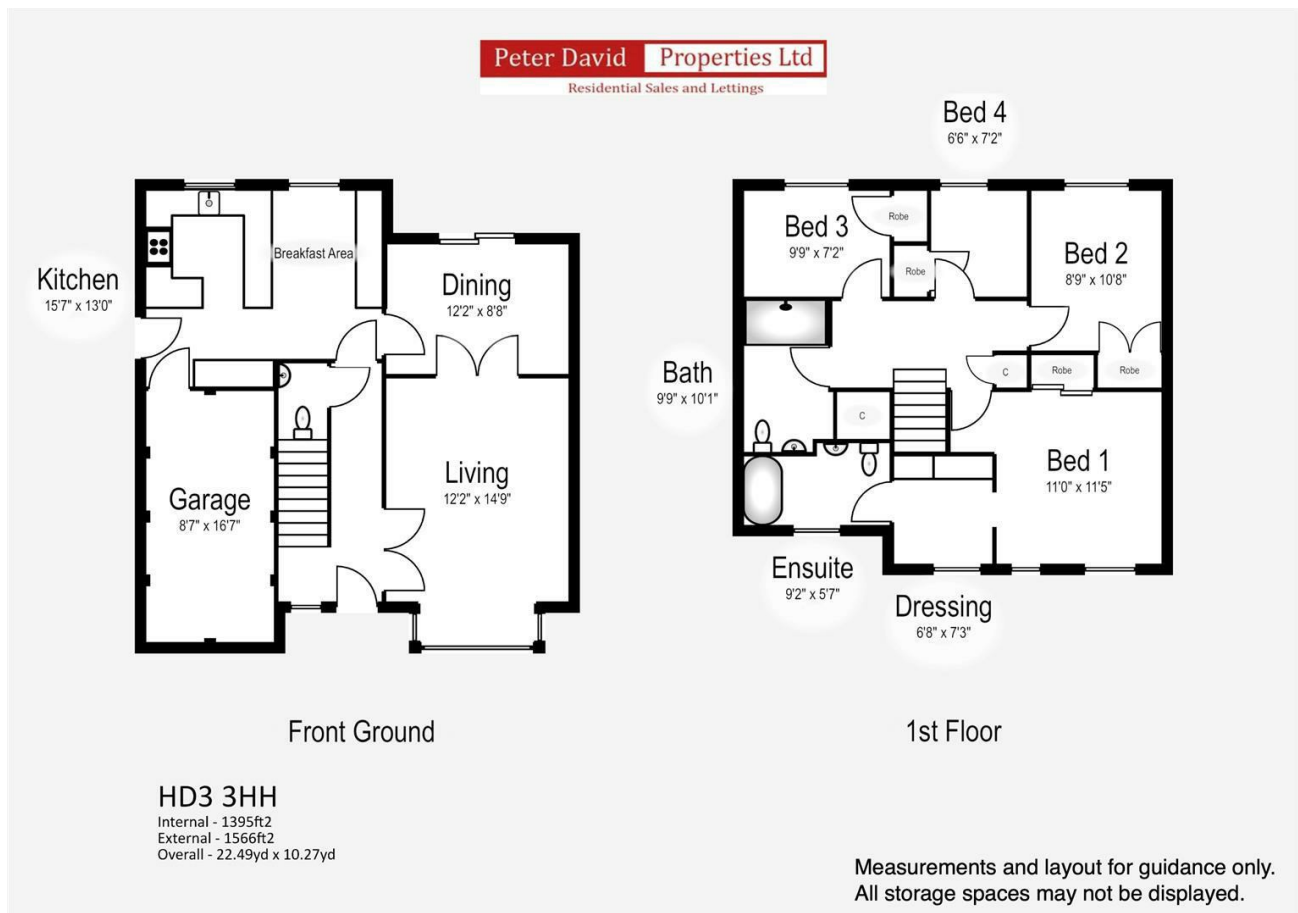 Peter David Properties Ltd
Residential Sales and Lettings
Kitchen
15'7" x 13'0"
Breakfast Area
Dining
12'2" x 8'8"
Living
12'2" x 14'9"
Garage
8'7" x 16'7"
Front Ground
Bed 4
6'6" x 7'2"
Bed 3
9'9" x 7'2"
Robe
Robe
Bed 2
8'9" x 10'8"
Bath
9'9" x 10'1"
C
Robe
Robe
C
Bed 1
11'0" x 11'5"
Ensuite
9'2" x 5'7"
Dressing
6'8" x 7'3"
1st Floor
HD3 3HH
Internal - 1395ft2
External - 1566ft2
Overall - 22.49yd x 10.27yd
Measurements and layout for guidance only.
All storage spaces may not be displayed.